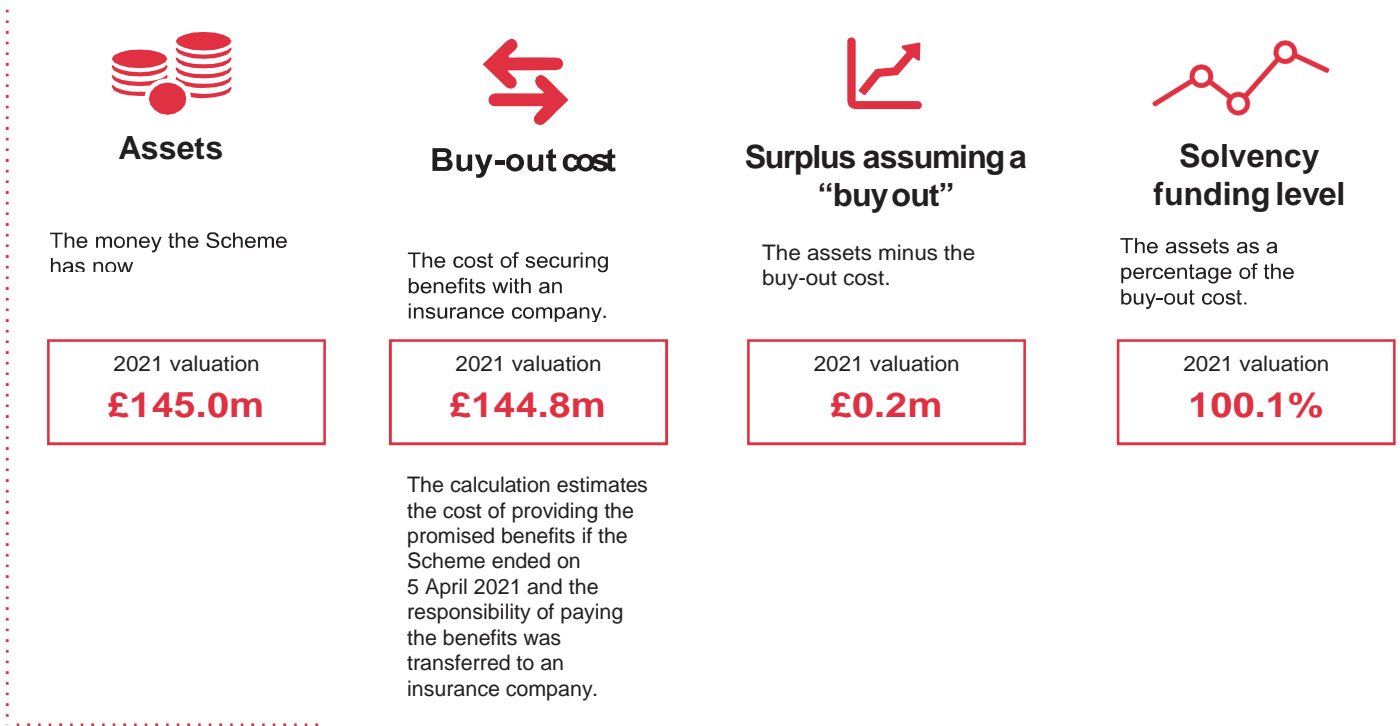 Assets
The money the Scheme
has now
2021 valuation
£145.0m
Buy-out cost
The cost of securing
benefits with an
insurance company.
2021 valuation
£144.8m
The calculation estimates
the cost of providing the
promised benefits if the
Scheme ended on
5 April 2021 and the
responsibility of paying
the benefits was
transferred to an
insurance company.
Surplus assuming a
“buy out”
The assets minus the
buy-out cost.
2021 valuation
£0.2m
Solvency
funding level
The assets as a
percentage of the
buy-out cost.
2021 valuation
100.1%